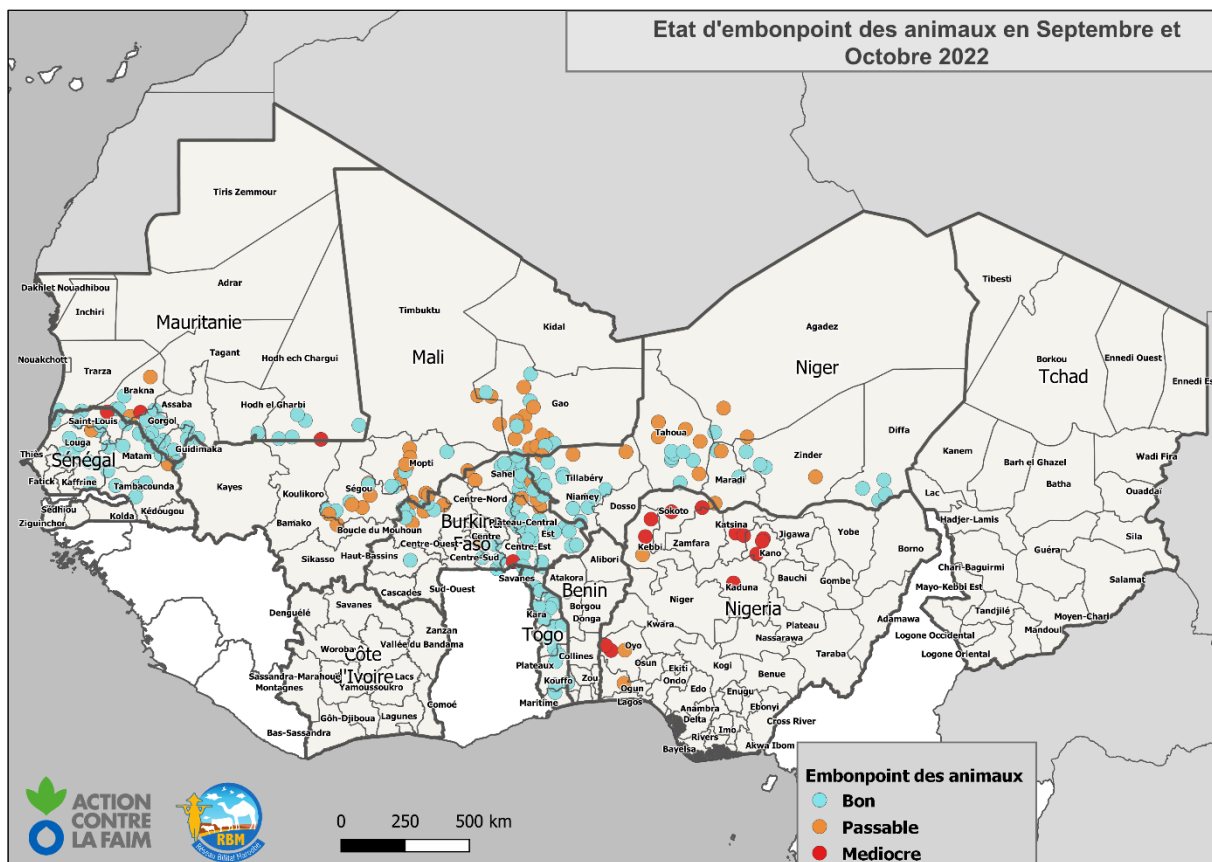 Etat d'embonpoint des animaux en Septembre et
Octobre 2022
Tiris Zemmour
Dakhlet Nouadhibou
Adrar
Inchiri
Mauritanie
Tagant
Hodh ech Chargui
Nouakchott
Trarza
Brakna
Assaba
Hodh el Gharbi
Gorgol
Guidimaka
Timbuktu
Kidal
Mali
Gao
Mopti
Ségou
Koulikoro
Kayes
Bamako
Sikasso
Agadez
Niger
Tahoua
Diffa
Zinder
Maradi
Tillabéry
Niamey
Dosso
Tibesti
Borkou
Ennedi Ouest
Ennedi Es
Tchad
Kanem
Barh el Ghazel
Batha
Wadi Fira
Ouaddaï
Lac
Hadjer-Lamis
Sila
Guéra
Chari-Baguirmi
Salamat
Mayo-Kebbi Est
Tandjilé
Moyen-Chari
Mandoul
Logone Occidental
Logone Oriental
Saint-Louis
Louga
Thiès
Sénégal
Matam
Fatick
Kaffrine
Tambacounda
Sédhiou
Kolda
Kédougou
Ziguinchor
Sahel
Centre-Nord
Boucle du Mouhoun
Burkina
Faso
Plateau-Central
Centre
Est
Centre-Ouest
Centre-Est
Centre-Sud
Haut-Bassins
Cascades
Sud-Ouest
Savanes
Kara
Togo
Plateaux
Maritime
Alibori
Atakora
Benin
Borgou
Donga
Collines
Zou
Kouffo
Denguélé
Savanes
Zanzan
Woroba
Côte
d'Ivoire
Vallée du Bandama
Sassandra-Marahoué
Montagnes
Lacs
Yamoussoukro
Comoé
Gôh-Djiboua
Lagunes
Bas-Sassandra
Sokoto
Katsina
Jigawa
Yobe
Borno
Kebbi
Zamfara
Kano
Bauchi
Gombe
Kaduna
Niger
Nigeria
Adamawa
Plateau
Kwara
Nassarawa
Taraba
Oyo
Osun
Ekiti
Kogi
Benue
Ondo
Ogun
Edo
Enugu
Lagos
Anambra
Ebonyi
Delta
Cross River
Imo
Rivers
Akwa Ibom
Bayelsa
ACTION
CONTRE
LA FAIM
RBM
Réseau Billital Maroobé
0 250 500 km
Embonpoint des animaux
Bon
Passable
Mediocre